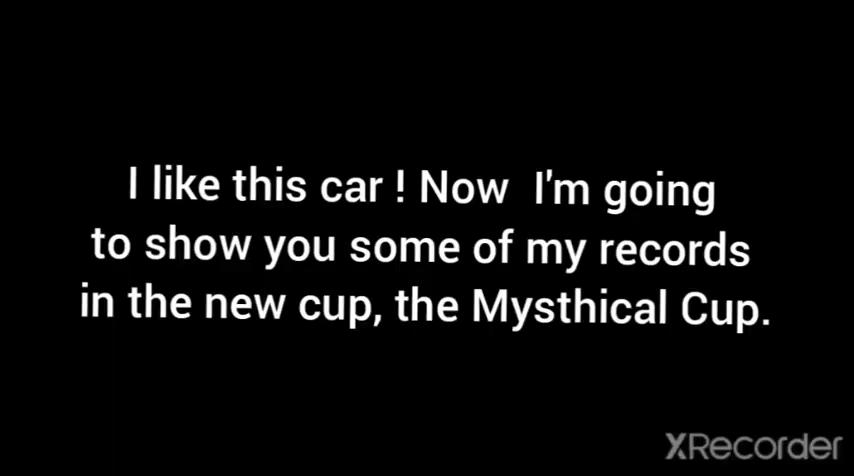 I like this car ! Now  I'm going
to show you some of my records
in the new cup, the Mysthical Cup.
XRecorder